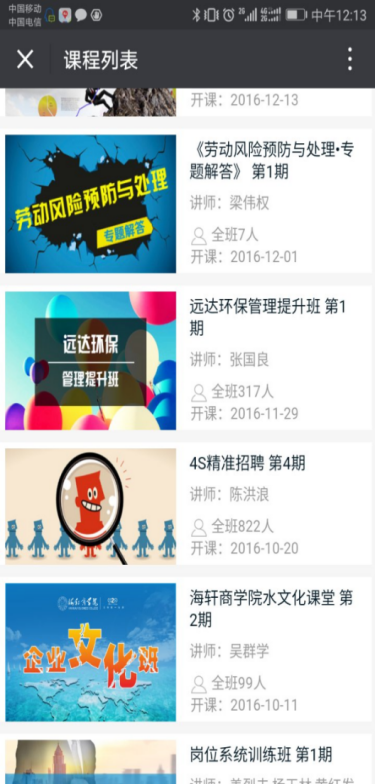 中国移动
中国电信
中午12:13
课程列表
开课：2016-12-13
劳动风险预防与处理
专题解答
《劳动风险预防与处理•专
题解答》 第1期
讲师：梁伟权
全班7人
开课：2016-12-01
远达环保
管理提升班
远达环保管理提升班 第1
期
讲师：张国良
全班317人
开课：2016-11-29
4S精准招聘 第4期
讲师：陈洪浪
全班822人
开课：2016-10-20
企业文化班
海轩商学院水文化课堂 第
2期
讲师：吴群学
全班99人
开课：2016-10-11
岗位系统训练班 第1期